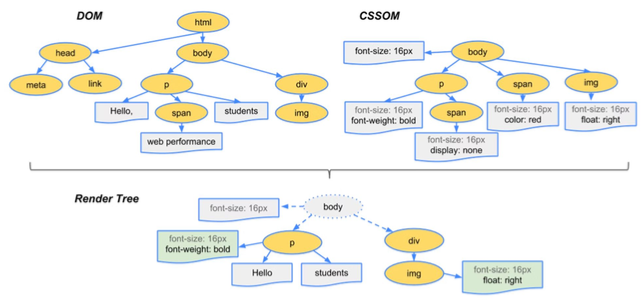 DOM
html
head
body
meta
link
p
div
Hello,
span
students
img
web performance
CSSOM
font-size: 16px
body
p
span
img
font-size: 16px
font-weight: bold
span
font-size: 16px
color: red
font-size: 16px
float: right
font-size: 16px
display: none
Render Tree
font-size: 16px
body
font-size: 16px
font-weight: bold
p
div
Hello
students
img
font-size: 16px
float: right